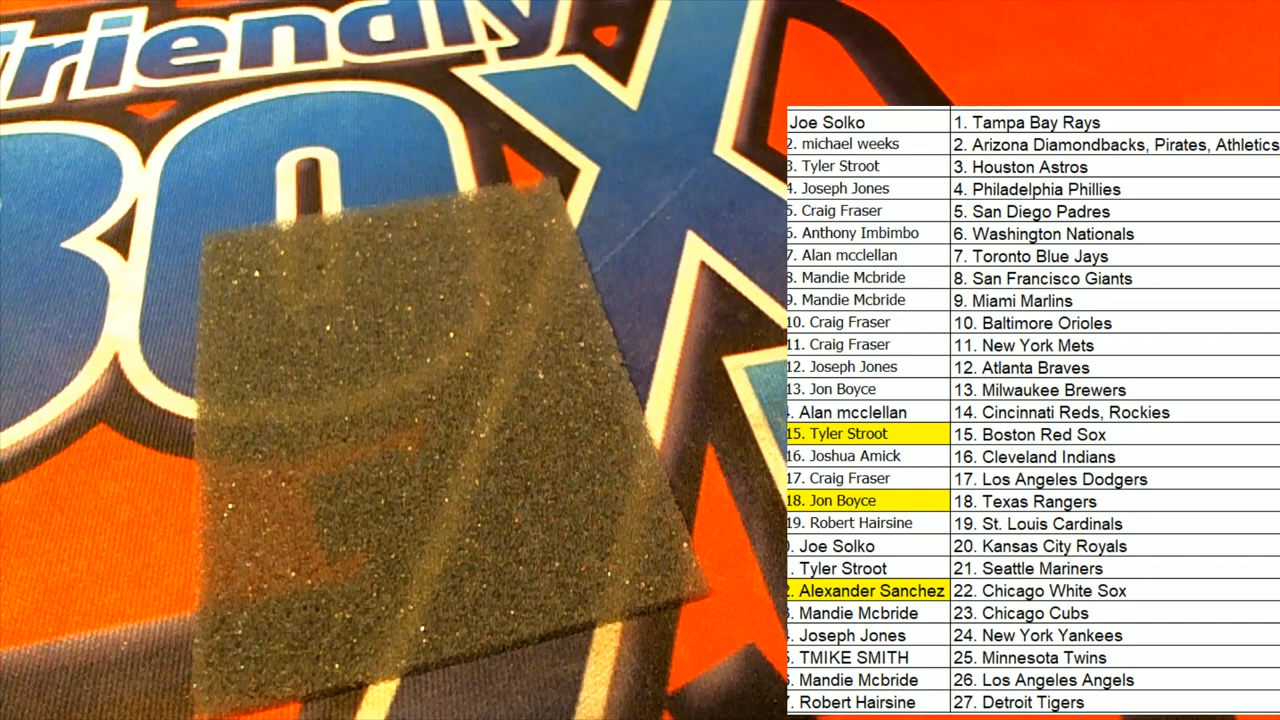 friendly
BOX
Joe Solko 1. Tampa Bay Rays
2. michael weeks 2. Arizona Diamondbacks, Pirates, Athletics
3. Tyler Stroot 3. Houston Astros
4. Joseph Jones 4. Philadelphia Phillies
5. Craig Fraser 5. San Diego Padres
6. Anthony Imbimbo 6. Washington Nationals
7. Alan mcclellan 7. Toronto Blue Jays
8. Mandie Mcbride 8. San Francisco Giants
9. Mandie Mcbride 9. Miami Marlins
10. Craig Fraser 10. Baltimore Orioles
11. Craig Fraser 11. New York Mets
12. Joseph Jones 12. Atlanta Braves
13. Jon Boyce 13. Milwaukee Brewers
4. Alan mcclellan 14. Cincinnati Reds, Rockies
15. Tyler Stroot 15. Boston Red Sox
16. Joshua Amick 16. Cleveland Indians
17. Craig Fraser 17. Los Angeles Dodgers
18. Jon Boyce 18. Texas Rangers
19. Robert Hairsine 19. St. Louis Cardinals
. Joe Solko 20. Kansas City Royals
. Tyler Stroot 21. Seattle Mariners
2. Alexander Sanchez 22. Chicago White Sox
. Mandie Mcbride 23. Chicago Cubs
. Joseph Jones 24. New York Yankees
5. TMIKE SMITH 25. Minnesota Twins
. Mandie Mcbride 26. Los Angeles Angels
. Robert Hairsine 27. Detroit Tigers